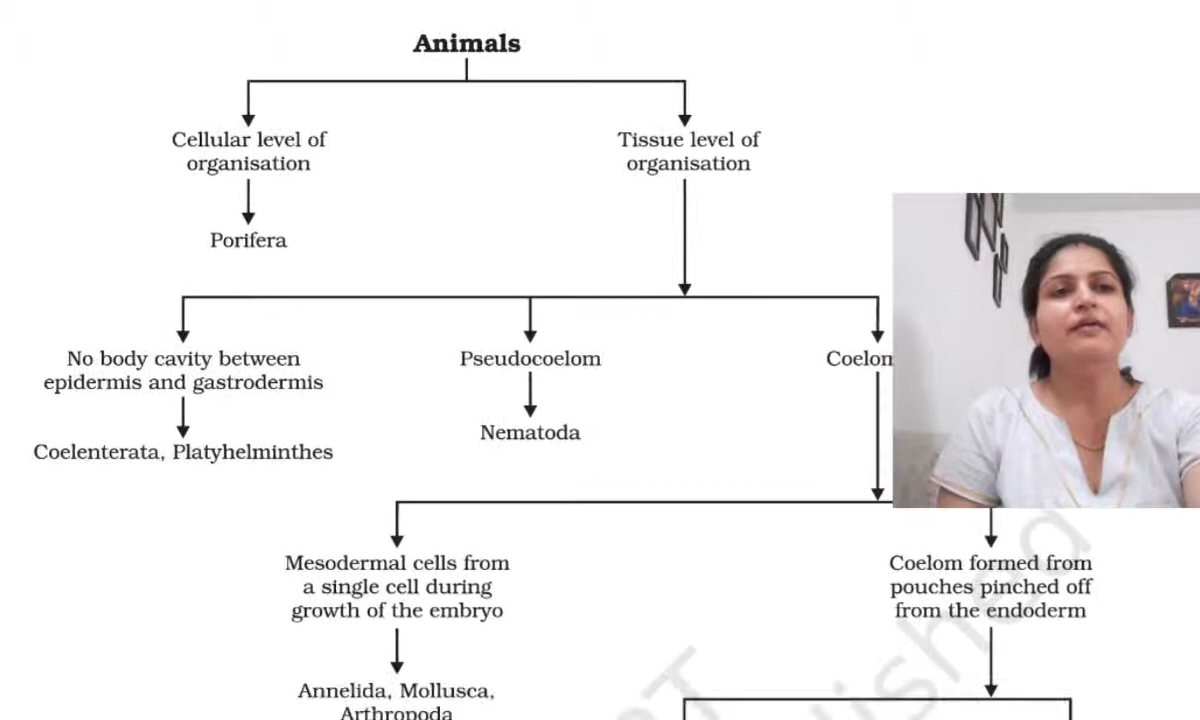 Animals
Cellular level of
organisation
Tissue level of
organisation
Porifera
No body cavity between
epidermis and gastrodermis
Pseudocoelom
Coelom
Coelenterata, Platyhelminthes
Nematoda
Mesodermal cells from
a single cell during
growth of the embryo
Coelom formed from
pouches pinched off
from the endoderm
Annelida, Mollusca,
Arthropoda